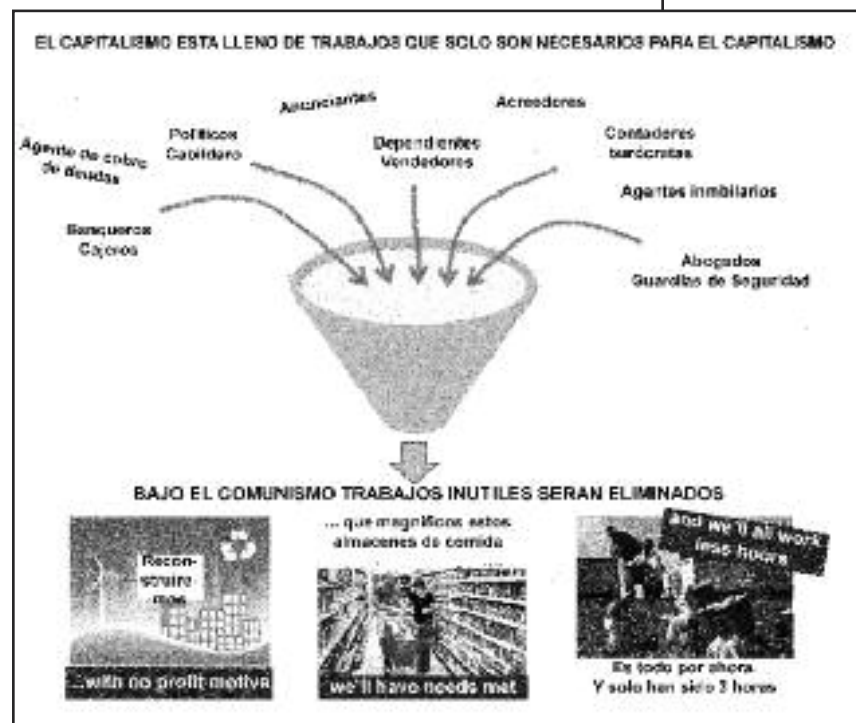 EL CAPITALISMO ESTA LLENO DE TRABAJOS QUE SOLO SON NECESARIOS PARA EL CAPITALISMO
Anunciantes
Acreedores
Agente de cobro
de deudas
Políticos
Cabildero
Dependientes
Vendedores
Contadores
burócratas
Agentes inmbilarios
Banqueros
Cajeros
Abogados
Guardias de Seguridad
BAJO EL COMUNISMO TRABAJOS INUTILES SERAN ELIMINADOS
Recon-
struire-
mos
...with no profit motive
... que magnificos estos
almacenes de comida
we'll have needs met
and we'll all work
less hours
Es todo por ahora
Y solo han sido 3 horas